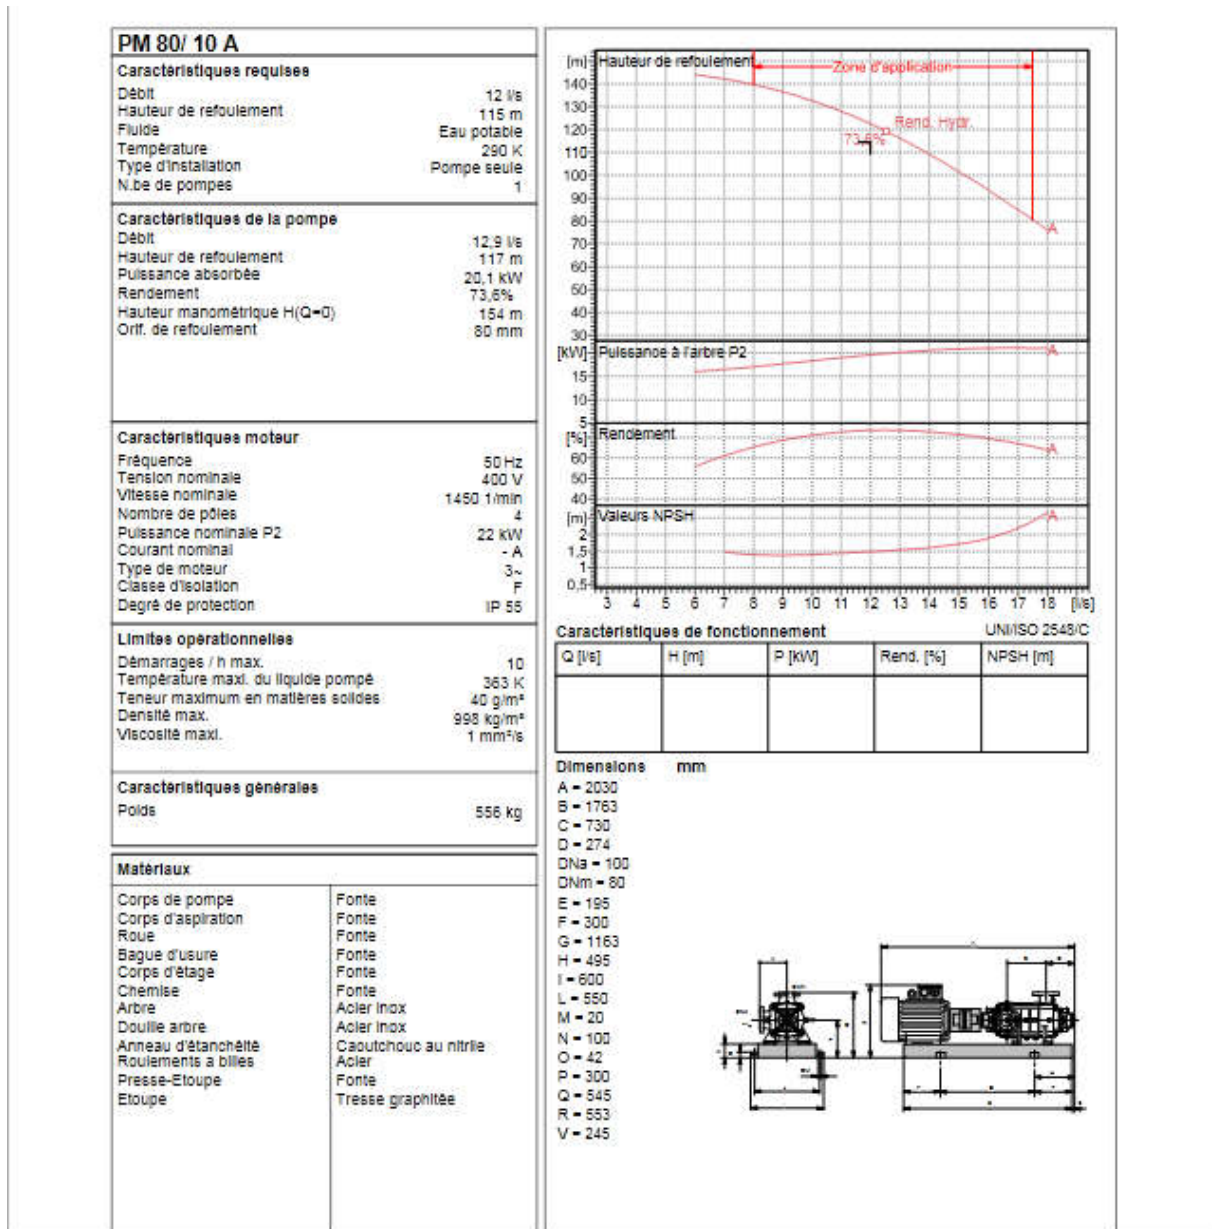 PM 80/ 10 A
Caractéristiques requises
Débit 12 l/s
Hauteur de refoulement 115 m
Fluide Eau potable
Température 290 K
Type d'installation Pompe seule
N.be de pompes 1
Caractéristiques de la pompe
Débit 12,9 l/s
Hauteur de refoulement 117 m
Puissance absorbée 20,1 kW
Rendement 73,6%
Hauteur manométrique H(Q=0) 154 m
Orif. de refoulement 80 mm
Caractéristiques moteur
Fréquence 50 Hz
Tension nominale 400 V
Vitesse nominale 1450 1/min
Nombre de pôles 4
Puissance nominale P2 22 kW
Courant nominal - A
Type de moteur 3~
Classe d'isolation F
Degré de protection IP 55
Limites opérationnelles
Démarrages / h max. 10
Température maxi. du liquide pompé 363 K
Teneur maximum en matières solides 40 g/m³
Densité max. 998 kg/m³
Viscosité maxi. 1 mm²/s
Caractéristiques générales
Poids 556 kg
Matériaux
Corps de pompe Fonte
Corps d'aspiration Fonte
Roue Fonte
Bague d'usure Fonte
Corps d'étage Fonte
Chemise Fonte
Arbre Acier inox
Douille arbre Acier inox
Anneau d'étanchéité Caoutchouc au nitrile
Roulements a billes Acier
Presse-Etoupe Fonte
Etoupe Tresse graphitée
[m] Hauteur de refoulement
Zone d'application
140
130
120 Rend. Hydr.
73,6%
110
100
90
80
A
70
60
50
40
30
[kW] Puissance à l'arbre P2 A
15
10
5
[%] Rendement
A
60
50
40
[m] Valeurs NPSH A
2
1,5
1
0,5
3 4 5 6 7 8 9 10 11 12 13 14 15 16 17 18 [l/s]
Caractéristiques de fonctionnement UNI/ISO 2548/C
Q [l/s] H [m] P [kW] Rend. [%] NPSH [m]
Dimensions mm
A = 2030
B = 1763
C = 730
D = 274
DNa = 100
DNm = 80
E = 195
F = 300
G = 1163
H = 495
I = 600
L = 550
M = 20
N = 100
O = 42
P = 300
Q = 545
R = 553
V = 245